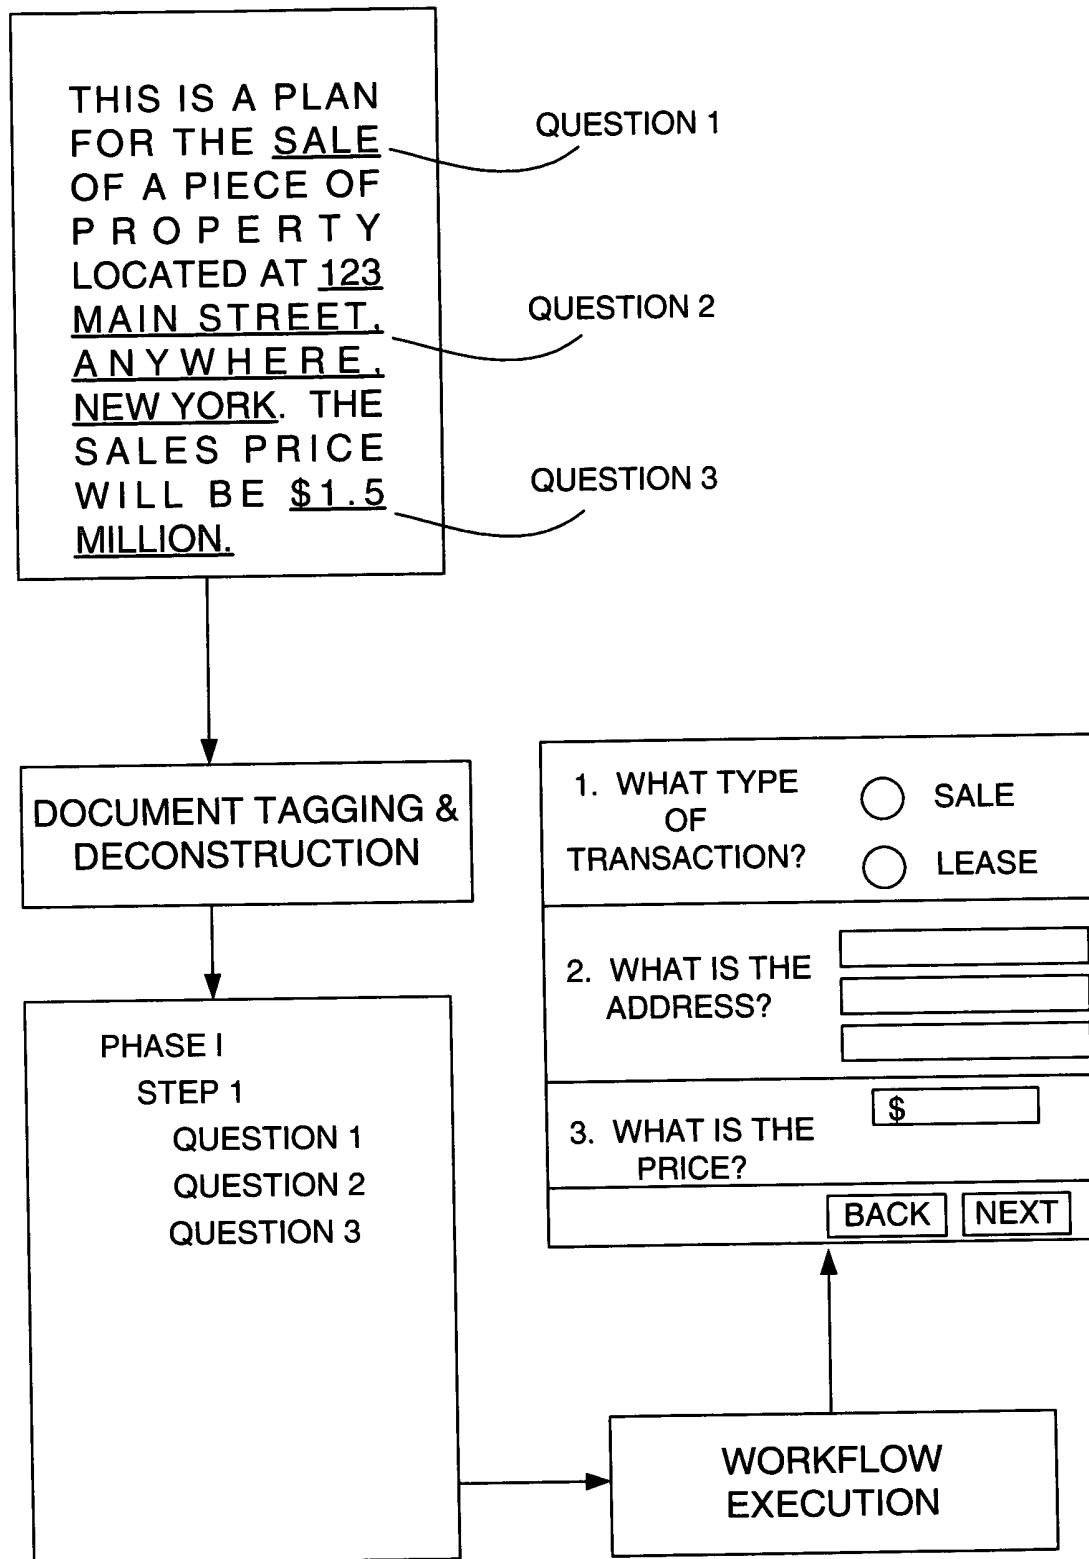 THIS IS A PLAN
FOR THE SALE
OF A PIECE OF
PROPERTY
LOCATED AT 123
MAIN STREET,
ANYWHERE,
NEW YORK. THE
SALES PRICE
WILL BE $1.5
MILLION.
QUESTION 1
QUESTION 2
QUESTION 3
DOCUMENT TAGGING &
DECONSTRUCTION
PHASE I
STEP 1
QUESTION 1
QUESTION 2
QUESTION 3
WORKFLOW
EXECUTION
1. WHAT TYPE
OF
TRANSACTION?
SALE
LEASE
2. WHAT IS THE
ADDRESS?
3. WHAT IS THE
PRICE?
$
BACK
NEXT